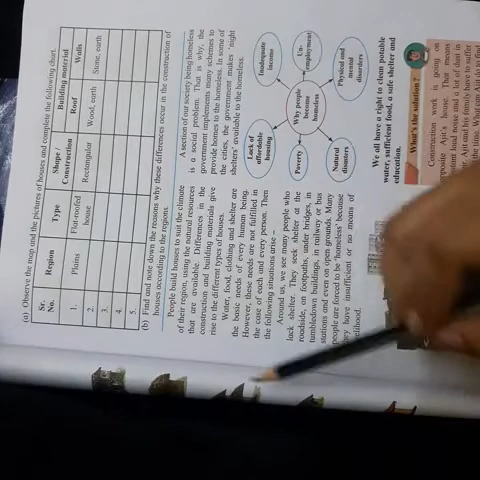 (a) Observe the map and the pictures of houses and complete the following chart.
Sr. No. Region Type Shape / Construction Building material
Roof Walls
1. Plains Flat-roofed house Rectangular Wood, earth Stone, earth
2.
3.
4.
5.
(b) Find and note down the reasons why these differences occur in the construction of
houses according to the regions.
People build houses to suit the climate
of their region, using the natural resources
that are available. Differences in the
construction and building materials give
rise to the different types of houses.
Water, food, clothing and shelter are
the basic needs of every human being.
However, these needs are not fulfilled in
the case of each and every person. Then
the following situations arise –
Around us, we see many people who
lack shelter. They seek shelter at the
roadside, on footpaths, under bridges, in
tumbledown buildings, in railway or bus
stations and even on open grounds. Many
people are forced to be 'homeless' because
they have insufficient or no means of
livelihood.
A section of our society being homeless
is a social problem. That is why, the
government implements many schemes to
provide homes to the homeless. In some of
the cities, the government makes 'night
shelters' available to the homeless.
Inadequate income
Lack of affordable housing
Un-employment
Why people become homeless
Poverty
Physical and mental disorders
Natural disasters
We all have a right to clean potable
water, sufficient food, a safe shelter and
education.
What's the solution ?
Construction work is going on
opposite Ajit's house. That means
constant loud noise and a lot of dust in
Ajit and his family have to suffer
the time. What can Ajit do to find